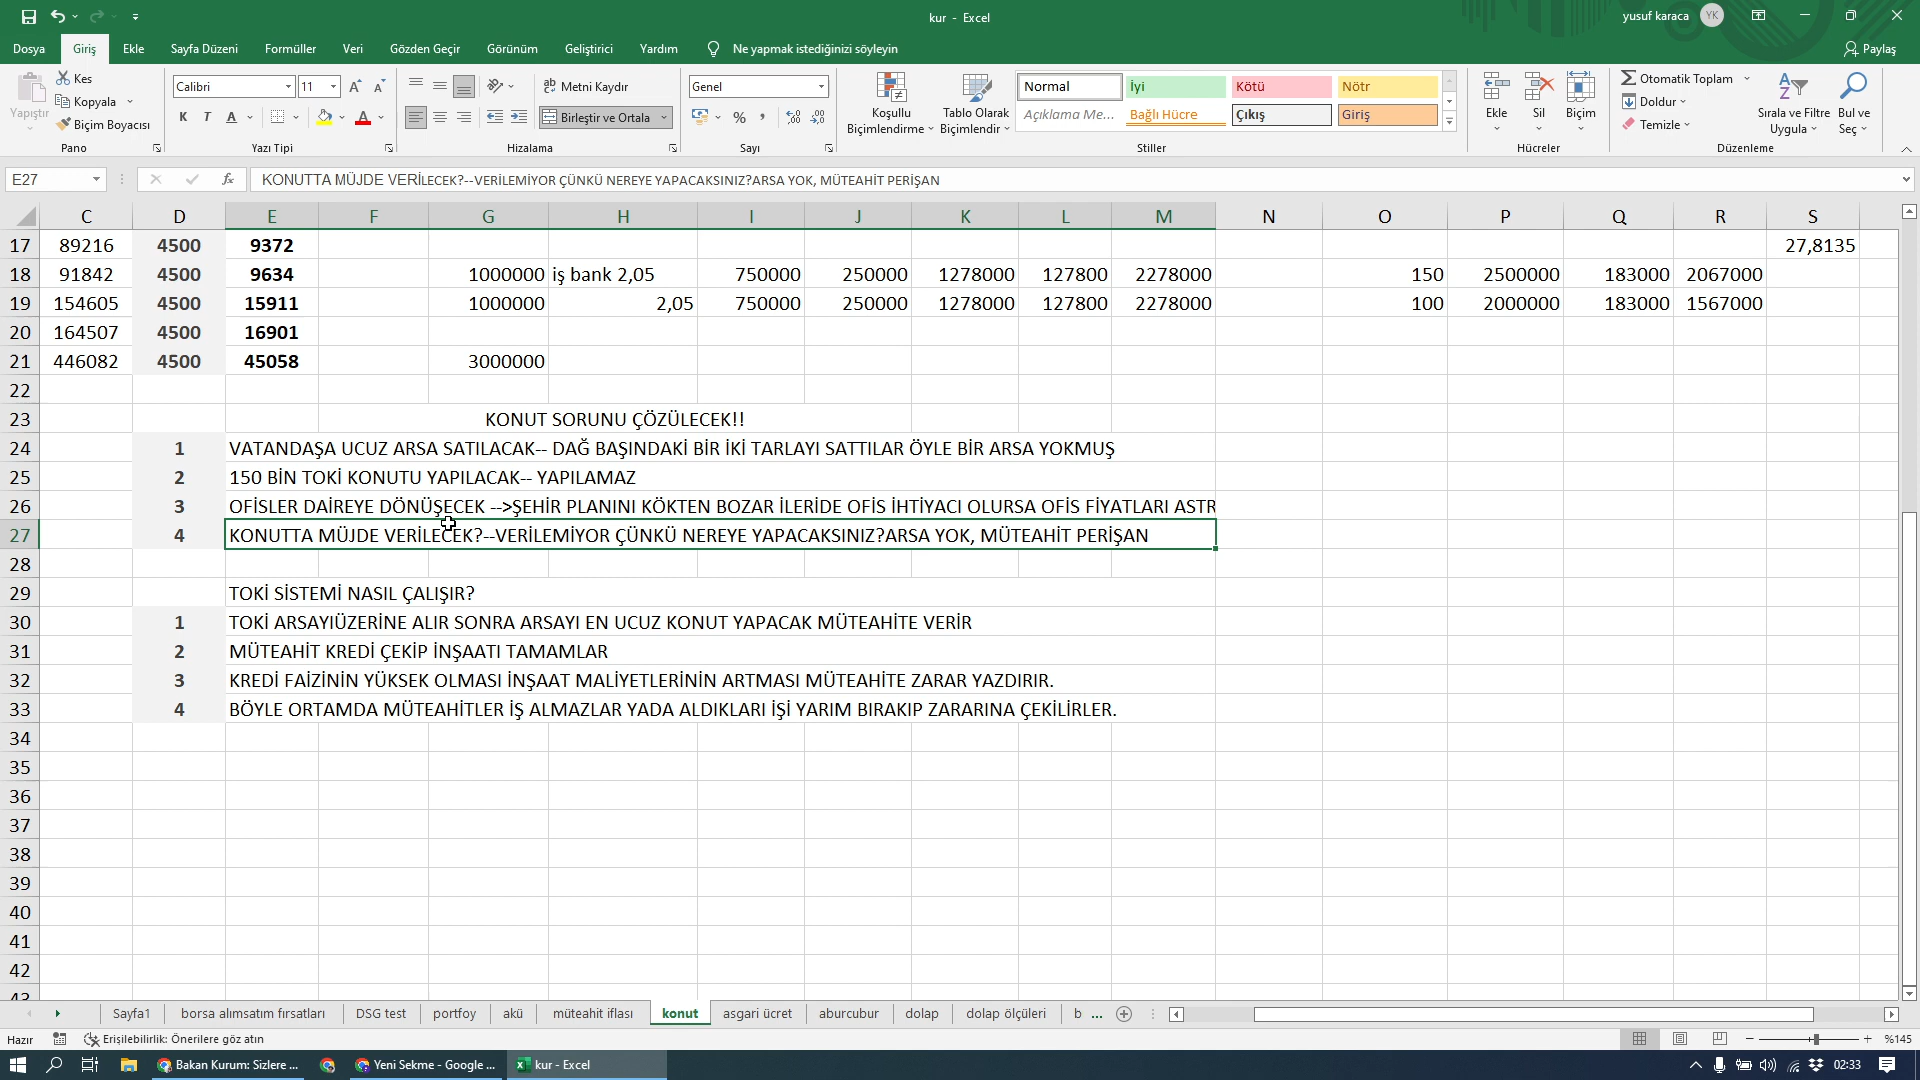 kur - Excel
yusuf karaca YK
Dosya Giriş Ekle Sayfa Düzeni Formüller Veri Gözden Geçir Görünüm Geliştirici Yardım Ne yapmak istediğinizi söyleyin Paylaş
Yapıştır
Kes
Kopyala
Biçim Boyacısı
Pano
Calibri 11
K T A
Yazı Tipi
Metni Kaydır
Birleştir ve Ortala
Hizalama
Genel
Sayı
Koşullu Biçimlendirme
Tablo Olarak Biçimlendir
Normal İyi Kötü Nötr
Açıklama Me... Bağlı Hücre Çıkış Giriş
Stiller
Ekle Sil Biçim
Hücreler
Otomatik Toplam
Doldur
Temizle
Sırala ve Filtre Uygula
Bul ve Seç
Düzenleme
E27 fx KONUTTA MÜJDE VERİLECEK?--VERİLEMİYOR ÇÜNKÜ NEREYE YAPACAKSINIZ?ARSA YOK, MÜTEAHİT PERİŞAN
C D E F G H I J K L M N O P Q R S
17 89216 4500 9372 27,8135
18 91842 4500 9634 1000000 iş bank 2,05 750000 250000 1278000 127800 2278000 150 2500000 183000 2067000
19 154605 4500 15911 1000000 2,05 750000 250000 1278000 127800 2278000 100 2000000 183000 1567000
20 164507 4500 16901
21 446082 4500 45058 3000000
22
23 KONUT SORUNU ÇÖZÜLECEK!!
24 1 VATANDAŞA UCUZ ARSA SATILACAK-- DAĞ BAŞINDAKİ BİR İKİ TARLAYI SATTILAR ÖYLE BİR ARSA YOKMUŞ
25 2 150 BİN TOKİ KONUTU YAPILACAK-- YAPILAMAZ
26 3 OFİSLER DAİREYE DÖNÜŞECEK -->ŞEHİR PLANINI KÖKTEN BOZAR İLERİDE OFİS İHTİYACI OLURSA OFİS FİYATLARI ASTR
27 4 KONUTTA MÜJDE VERİLECEK?--VERİLEMİYOR ÇÜNKÜ NEREYE YAPACAKSINIZ?ARSA YOK, MÜTEAHİT PERİŞAN
28
29 TOKİ SİSTEMİ NASIL ÇALIŞIR?
30 1 TOKİ ARSAYIÜZERİNE ALIR SONRA ARSAYI EN UCUZ KONUT YAPACAK MÜTEAHİTE VERİR
31 2 MÜTEAHİT KREDİ ÇEKİP İNŞAATI TAMAMLAR
32 3 KREDİ FAİZİNİN YÜKSEK OLMASI İNŞAAT MALİYETLERİNİN ARTMASI MÜTEAHİTE ZARAR YAZDIRIR.
33 4 BÖYLE ORTAMDA MÜTEAHİTLER İŞ ALMAZLAR YADA ALDIKLARI İŞİ YARIM BIRAKIP ZARARINA ÇEKİLİRLER.
34
35
36
37
38
39
40
41
42
43
Sayfa1 borsa alımsatım fırsatları DSG test portfoy akü müteahit iflası konut asgari ücret aburcubur dolap dolap ölçüleri b ...
Hazır Erişilebilirlik: Önerilere göz atın %145
Bakan Kurum: Sizlere ... Yeni Sekme - Google ... kur - Excel 02:33